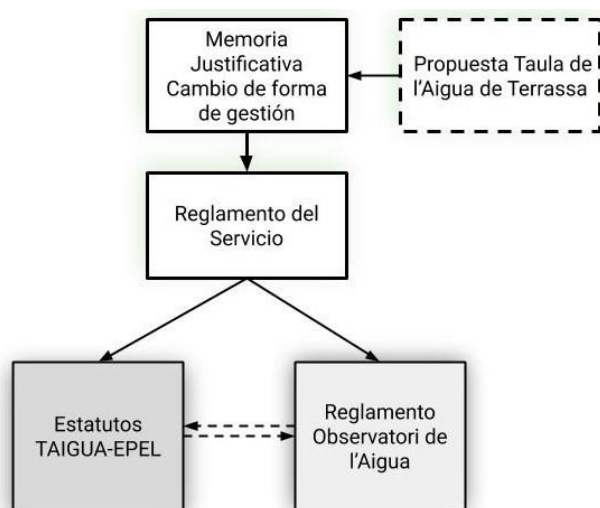 Memoria
Justificativa
Cambio de forma
de gestión
Propuesta Taula de
l'Aigua de Terrassa
Reglamento del
Servicio
Estatutos
TAIGUA-EPEL
Reglamento
Observatori de
l'Aigua